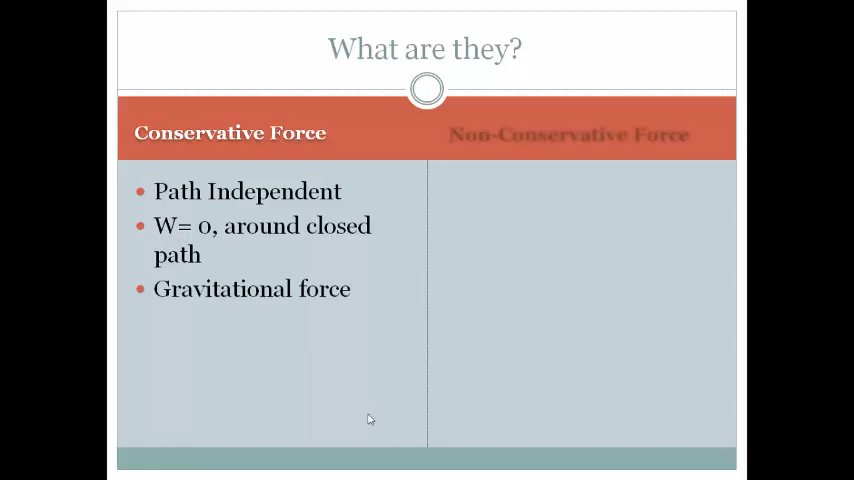 What are they?
Conservative Force
Non-Conservative Force
Path Independent
W= 0, around closed
path
Gravitational force